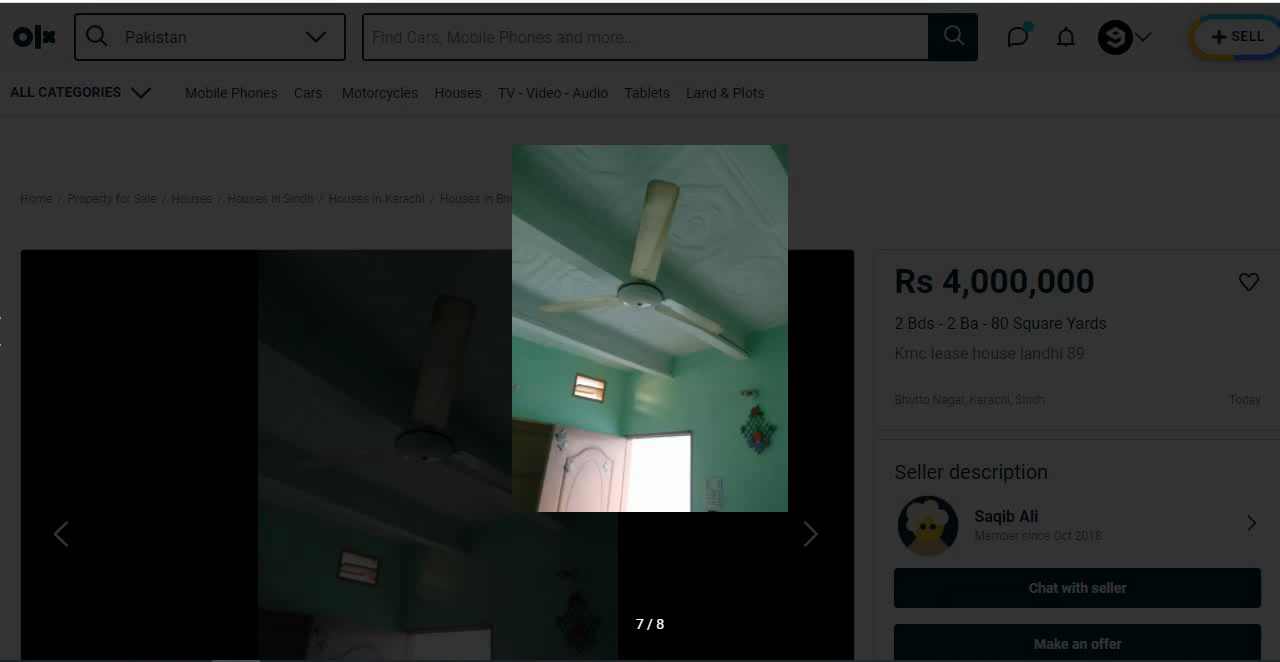 olx
Pakistan
Find Cars, Mobile Phones and more...
SELL
ALL CATEGORIES
Mobile Phones
Cars
Motorcycles
Houses
TV - Video - Audio
Tablets
Land & Plots
Home / Property for Sale / Houses / Houses in Sindh / Houses in Karachi / Houses in
Rs 4,000,000
2 Bds - 2 Ba - 80 Square Yards
Kmc lease house landhi 89
Bhutto Nagar, Karachi, Sindh
Today
Seller description
Saqib Ali
Member since Oct 2018
Chat with seller
7 / 8
Make an offer